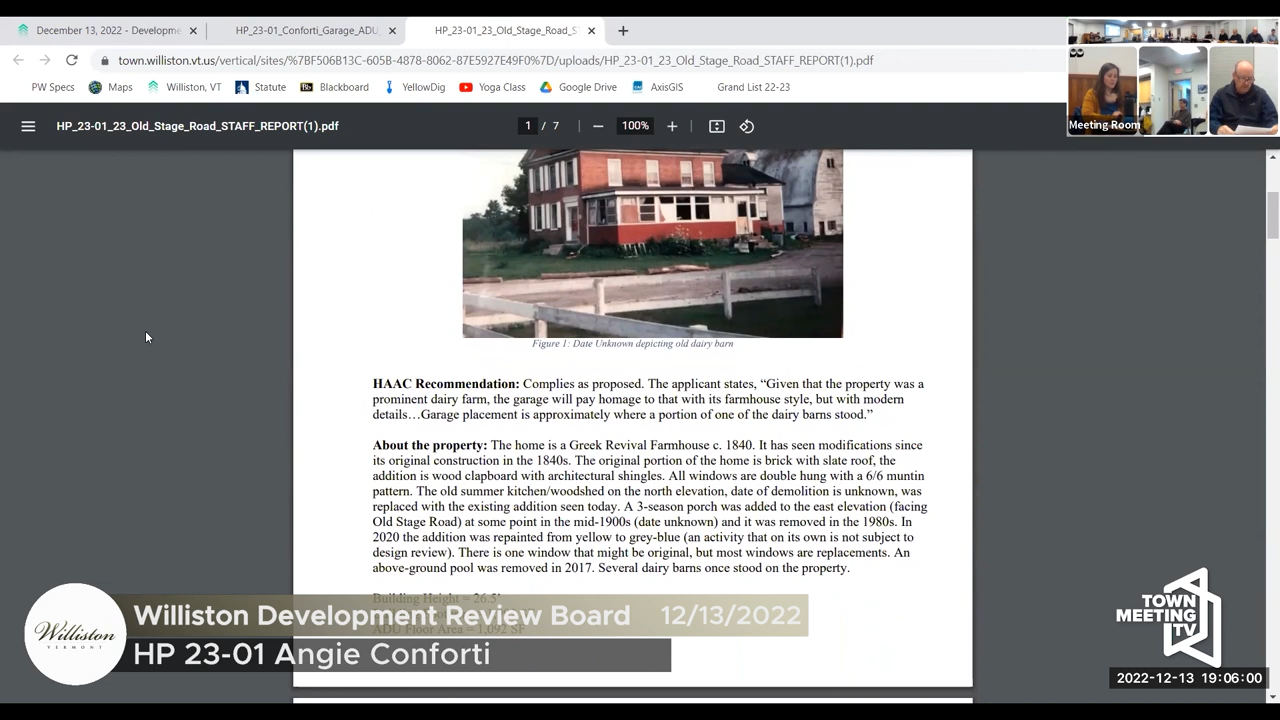 December 13, 2022 - Developme
HP_23-01_Conforti_Garage_ADU
HP_23-01_23_Old_Stage_Road_S
town.williston.vt.us/vertical/sites/%7BF506B13C-
-4878-8062-87E5927E49F0%7D/uploads/HP_23-01_23_Old_Stage_Road_STAFF_REPORT(1).pdf
PW Specs
Maps
Williston, VT
Statute
Blackboard
YellowDig
Yoga Class
Google Drive
AxisGIS
Grand List 22-23
Meeting Room
HP_23-01_23_Old_Stage_Road_STAFF_REPORT(1).pdf
1 / 7
100%
Figure 1: Date Unknown depicting old dairy barn
HAAC Recommendation: Complies as proposed. The applicant states, “Given that the property was a
prominent dairy farm, the garage will pay homage to that with its farmhouse style, but with modern
details…Garage placement is approximately where a portion of one of the dairy barns stood.”
About the property: The home is a Greek Revival Farmhouse c. 1840. It has seen modifications since
its original construction in the 1840s. The original portion of the home is brick with slate roof, the
addition is wood clapboard with architectural shingles. All windows are double hung with a 6/6 muntin
pattern. The old summer kitchen/woodshed on the north elevation, date of demolition is unknown, was
replaced with the existing addition seen today. A 3-season porch was added to the east elevation (facing
Old Stage Road) at some point in the mid-1900s (date unknown) and it was removed in the 1980s. In
2020 the addition was repainted from yellow to grey-blue (an activity that on its own is not subject to
design review). There is one window that might be original, but most windows are replacements. An
above-ground pool was removed in 2017. Several dairy barns once stood on the property.
Building Height = 26.5'
ADU Floor Area = 1,092 SF
Williston
VERMONT
Williston Development Review Board 12/13/2022
HP 23-01 Angie Conforti
TOWN
MEETING
TV
2022-12-13 19:06:00